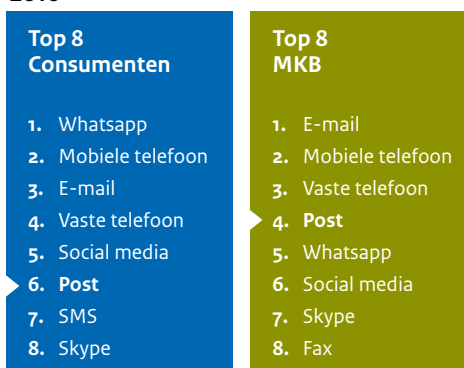 Top 8
Consumenten
1. Whatsapp
2. Mobiele telefoon
3. E-mail
4. Vaste telefoon
5. Social media
6. Post
7. SMS
8. Skype
Top 8
MKB
1. E-mail
2. Mobiele telefoon
3. Vaste telefoon
4. Post
5. Whatsapp
6. Social media
7. Skype
8. Fax